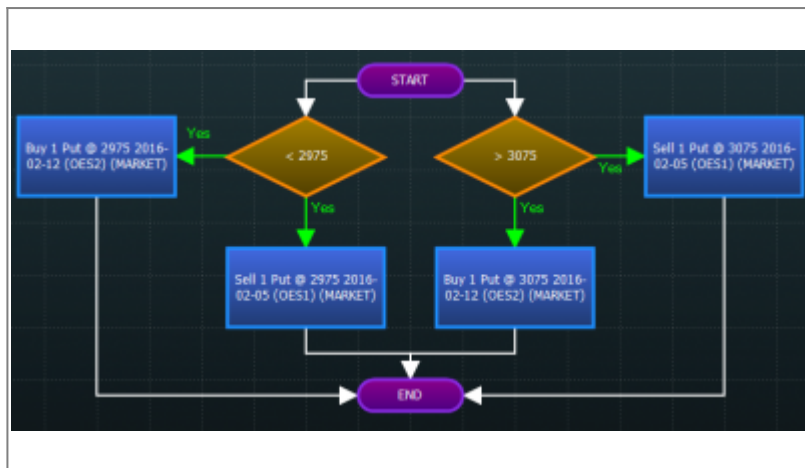 START
Yes
Buy 1 Put @ 2975 2016-
02-12 (OES2) (MARKET)
< 2975
> 3075
Sell 1 Put @ 3075 2016-
02-05 (OES1) (MARKET)
Yes
Yes
Yes
Sell 1 Put @ 2975 2016-
02-05 (OES1) (MARKET)
Buy 1 Put @ 3075 2016-
02-12 (OES2) (MARKET)
END